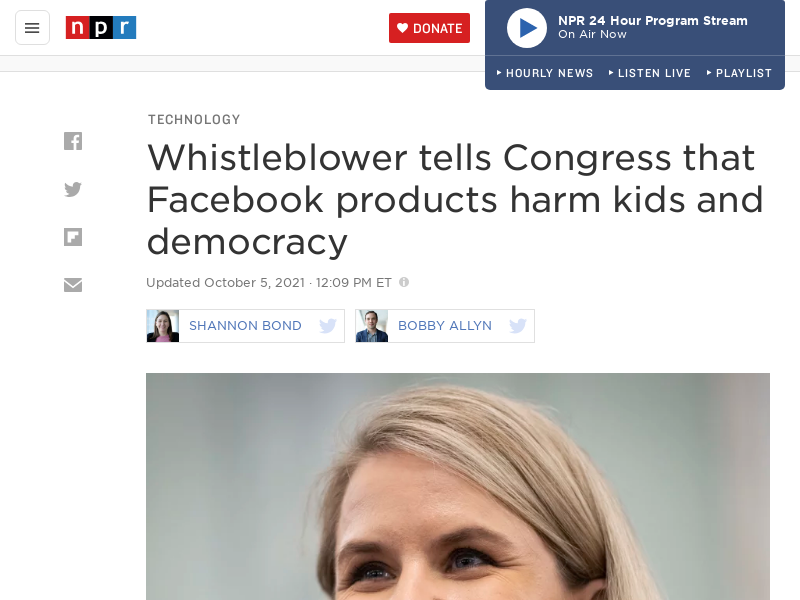 npr
DONATE
NPR 24 Hour Program Stream
On Air Now
HOURLY NEWS
LISTEN LIVE
PLAYLIST
TECHNOLOGY
Whistleblower tells Congress that
Facebook products harm kids and
democracy
Updated October 5, 2021 · 12:09 PM ET
SHANNON BOND
BOBBY ALLYN